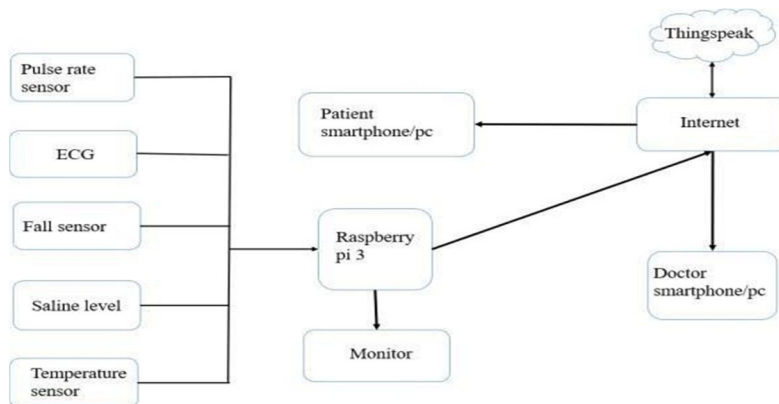 Thingspeak
Pulse rate
sensor
Patient
smartphone/pc
Internet
ECG
Fall sensor
Raspberry
pi 3
Doctor
smartphone/pc
Saline level
Monitor
Temperature
sensor